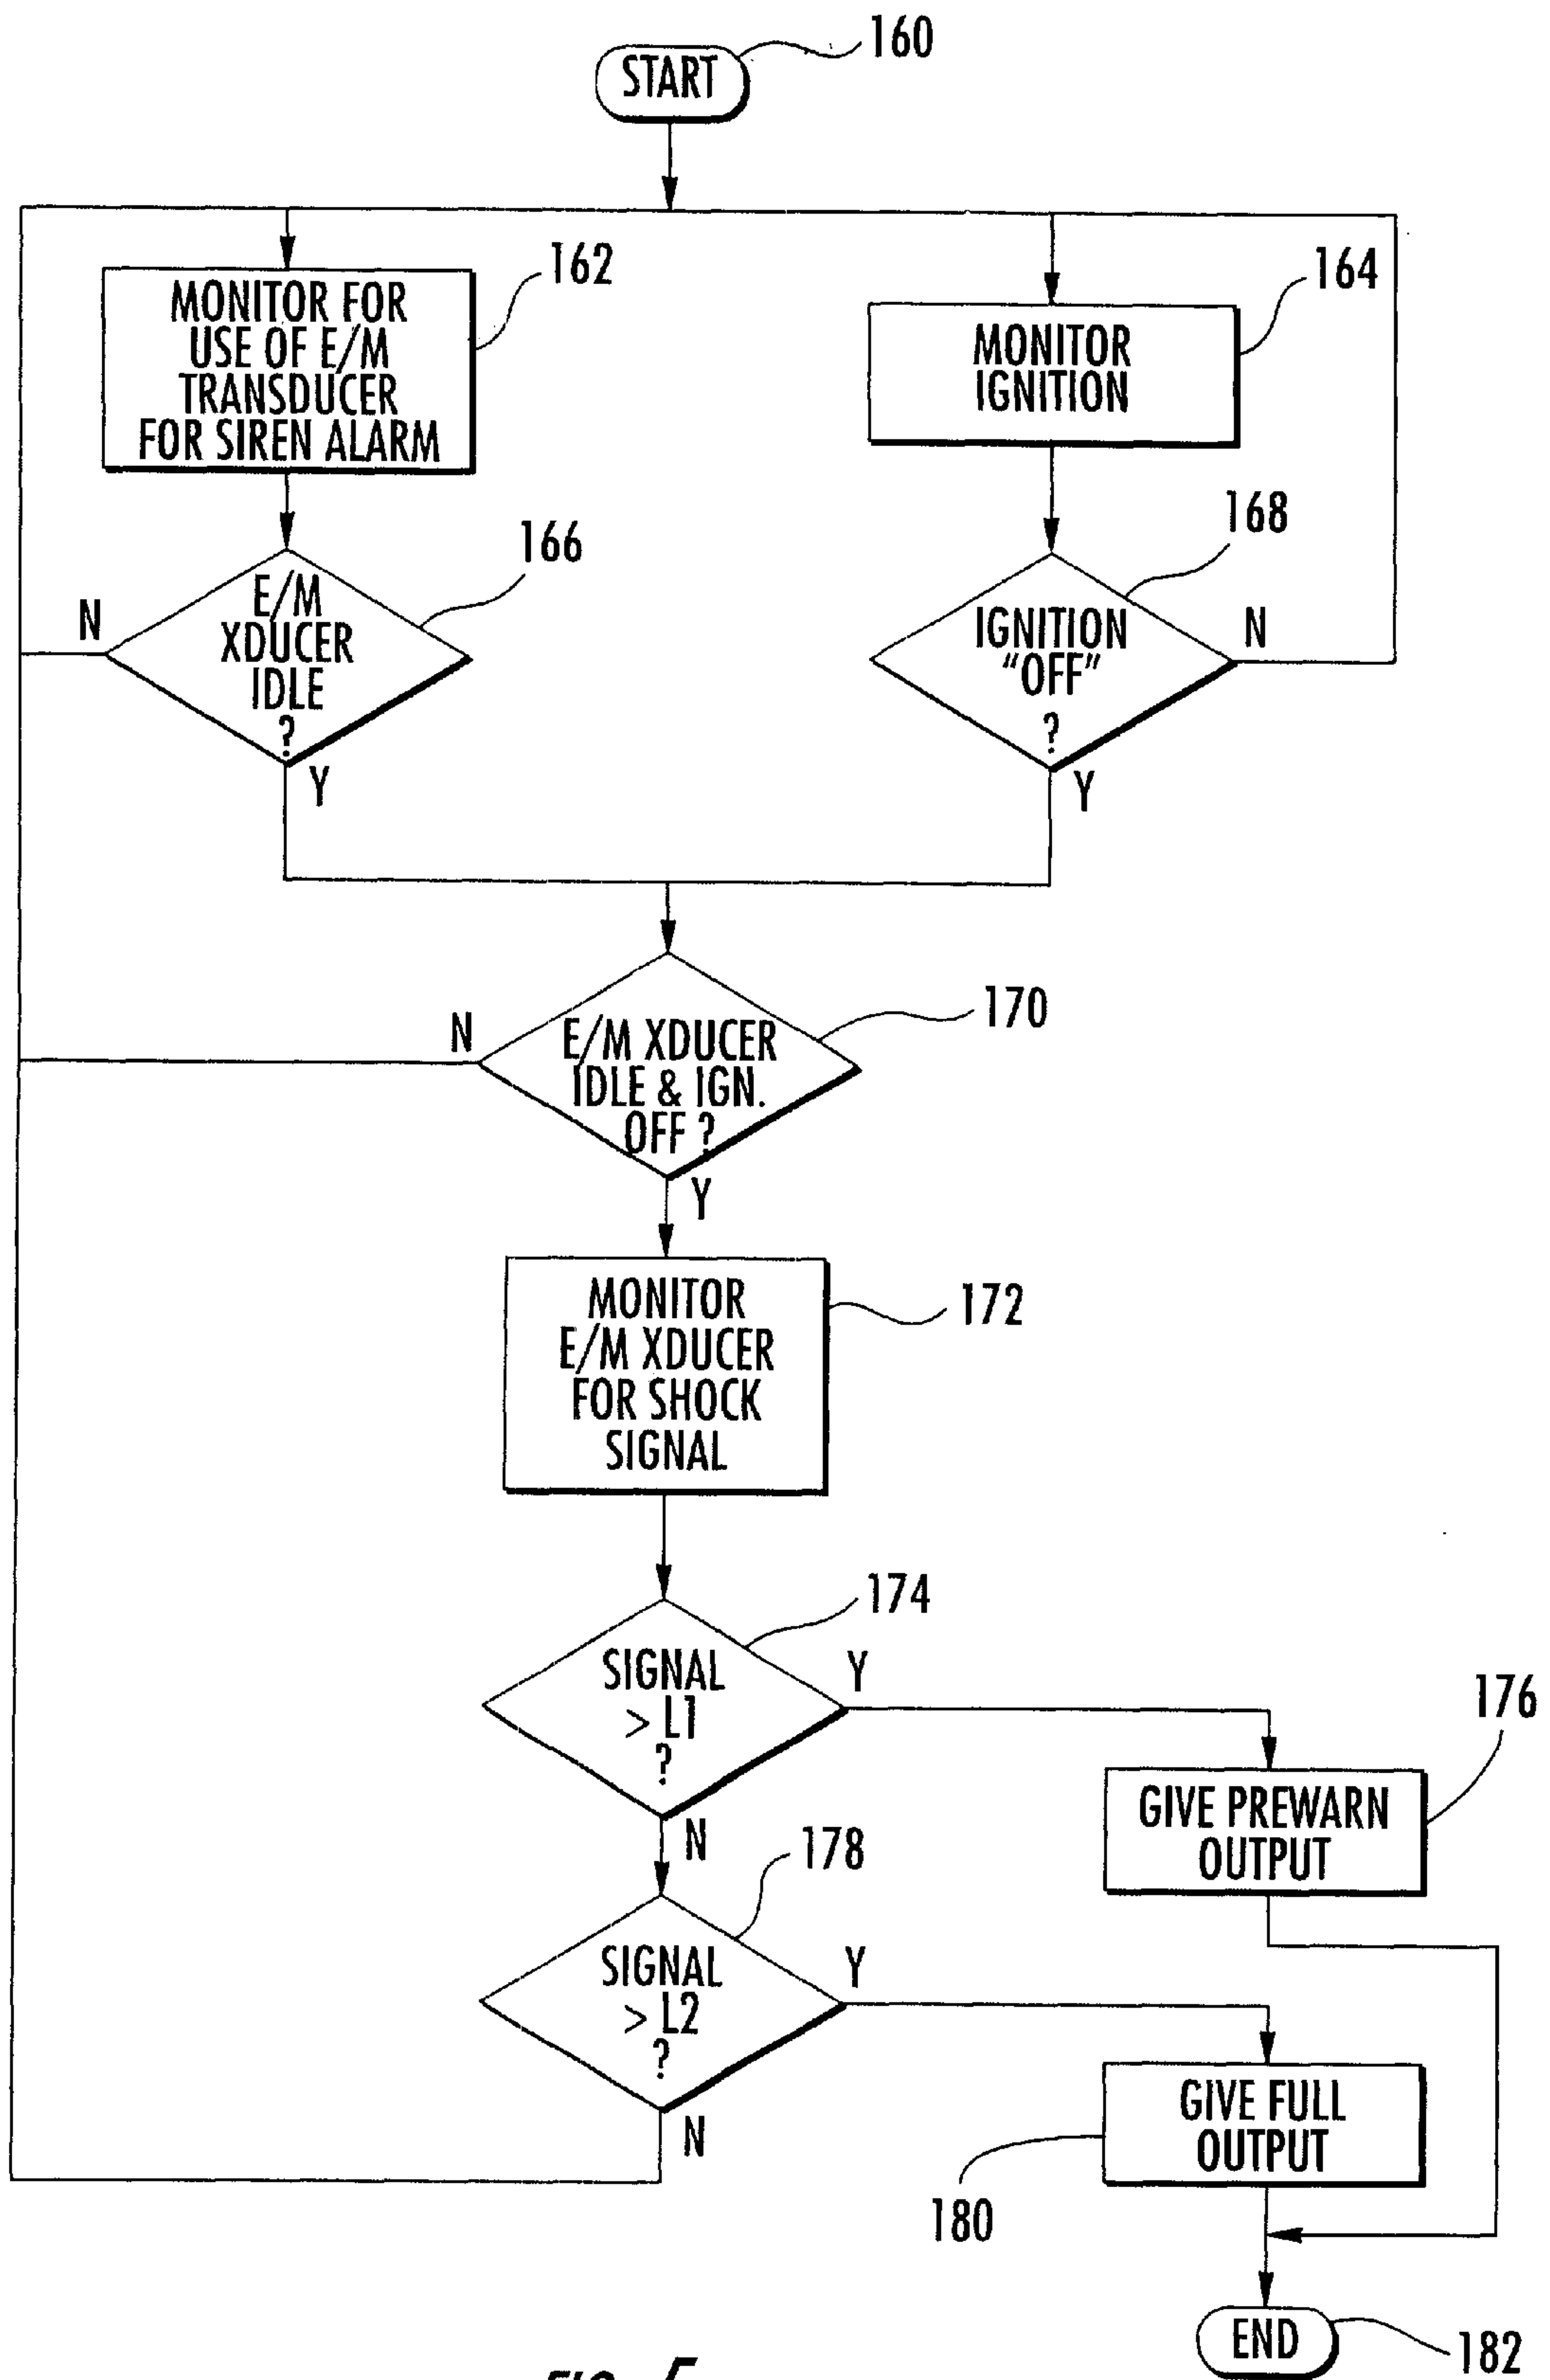 START
160
MONITOR FOR
USE OF E/M
TRANSDUCER
FOR SIREN ALARM
162
MONITOR
IGNITION
164
E/M
XDUCER
IDLE
?
166
N
Y
IGNITION
“OFF”
?
168
N
Y
E/M XDUCER
IDLE & IGN.
OFF ?
170
N
Y
MONITOR
E/M XDUCER
FOR SHOCK
SIGNAL
172
SIGNAL
> L1
?
174
Y
N
GIVE PREWARN
OUTPUT
176
SIGNAL
> L2
?
178
Y
N
GIVE FULL
OUTPUT
180
END
182